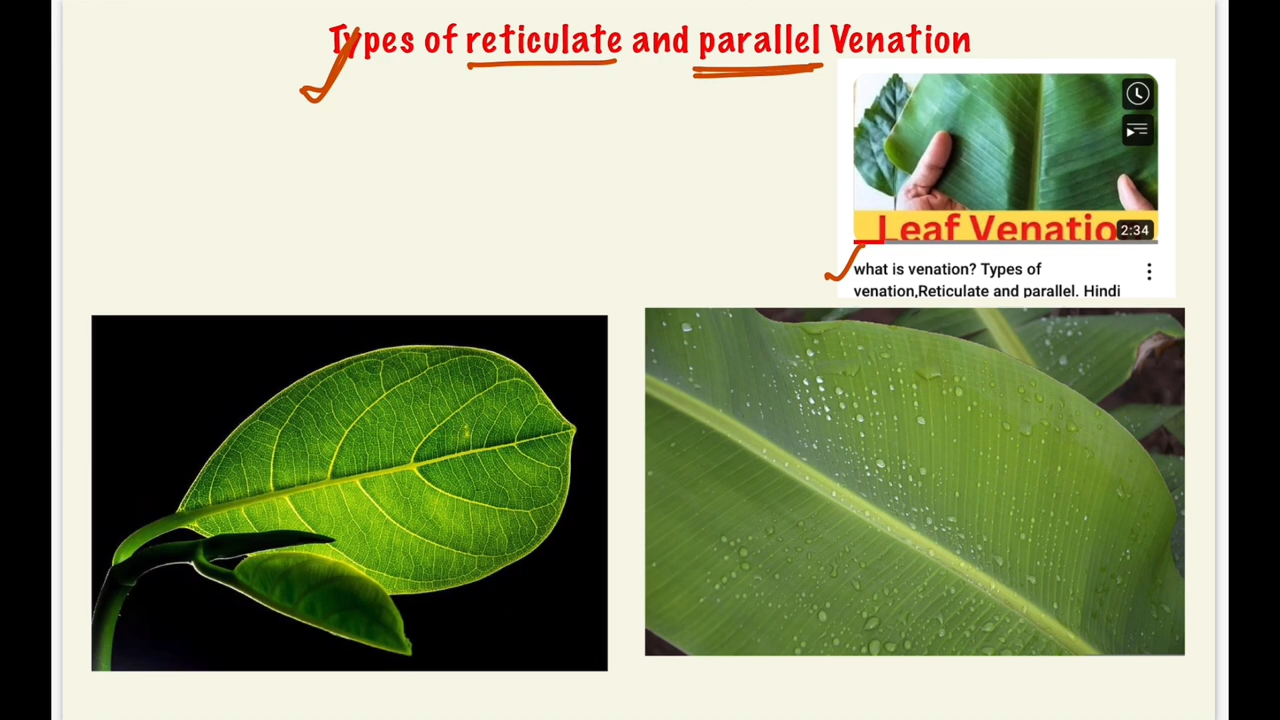 Types of reticulate and parallel Venation
Leaf Venatio
2:34
what is venation? Types of
venation,Reticulate and parallel. Hindi